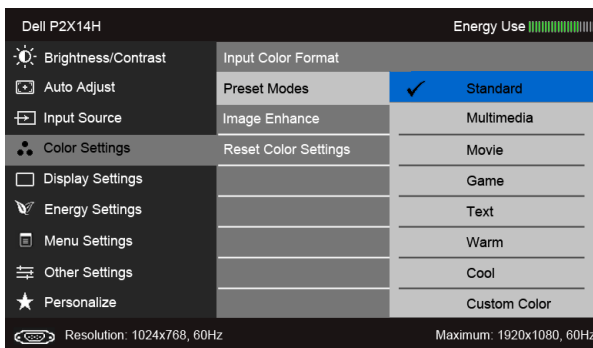 Dell P2X14H
Energy Use
Brightness/Contrast
Input Color Format
Auto Adjust
Preset Modes
Standard
Input Source
Image Enhance
Multimedia
Color Settings
Reset Color Settings
Movie
Display Settings
Game
Energy Settings
Text
Menu Settings
Warm
Other Settings
Cool
Personalize
Custom Color
Resolution: 1024x768, 60Hz
Maximum: 1920x1080, 60Hz